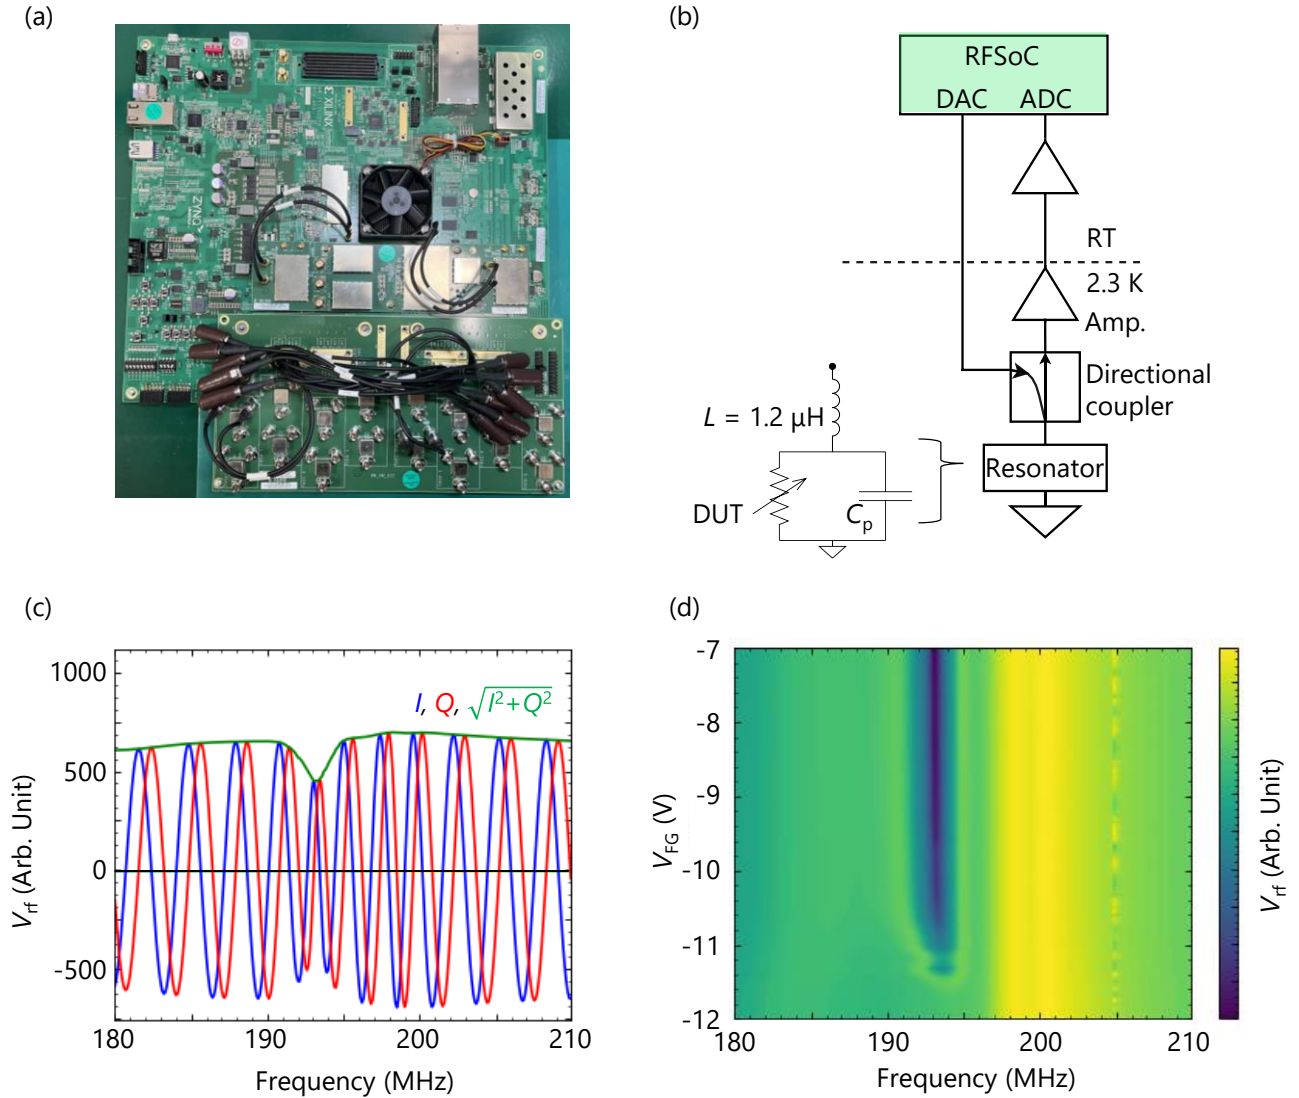 (a)
XILINX
ZYNQ
(b)
RFSoC
DAC ADC
RT
2.3 K
Amp.
Directional
coupler
Resonator
L = 1.2 μH
DUT
Cp
(c)
1000
500
0
-500
I, Q, √I²+Q²
Vrf (Arb. Unit)
180 190 200 210
Frequency (MHz)
(d)
-7
-8
-9
-10
-11
-12
VFG (V)
180 190 200 210
Frequency (MHz)
Vrf (Arb. Unit)